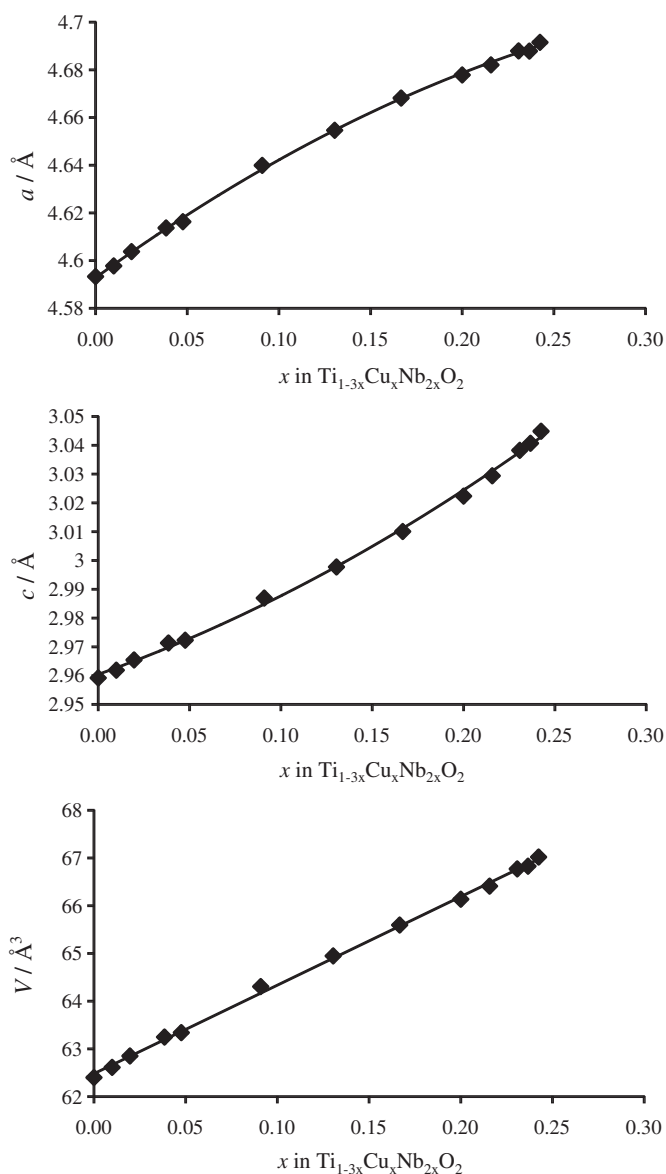 4.7
4.68
4.66
4.64
4.62
4.6
4.58
a / Å
0.00 0.05 0.10 0.15 0.20 0.25 0.30
x in Ti1-3xCuxNb2xO2
3.05
3.04
3.03
3.02
3.01
3
2.99
2.98
2.97
2.96
2.95
c / Å
0.00 0.05 0.10 0.15 0.20 0.25 0.30
x in Ti1-3xCuxNb2xO2
68
67
66
65
64
63
62
V / Å3
0.00 0.05 0.10 0.15 0.20 0.25 0.30
x in Ti1-3xCuxNb2xO2